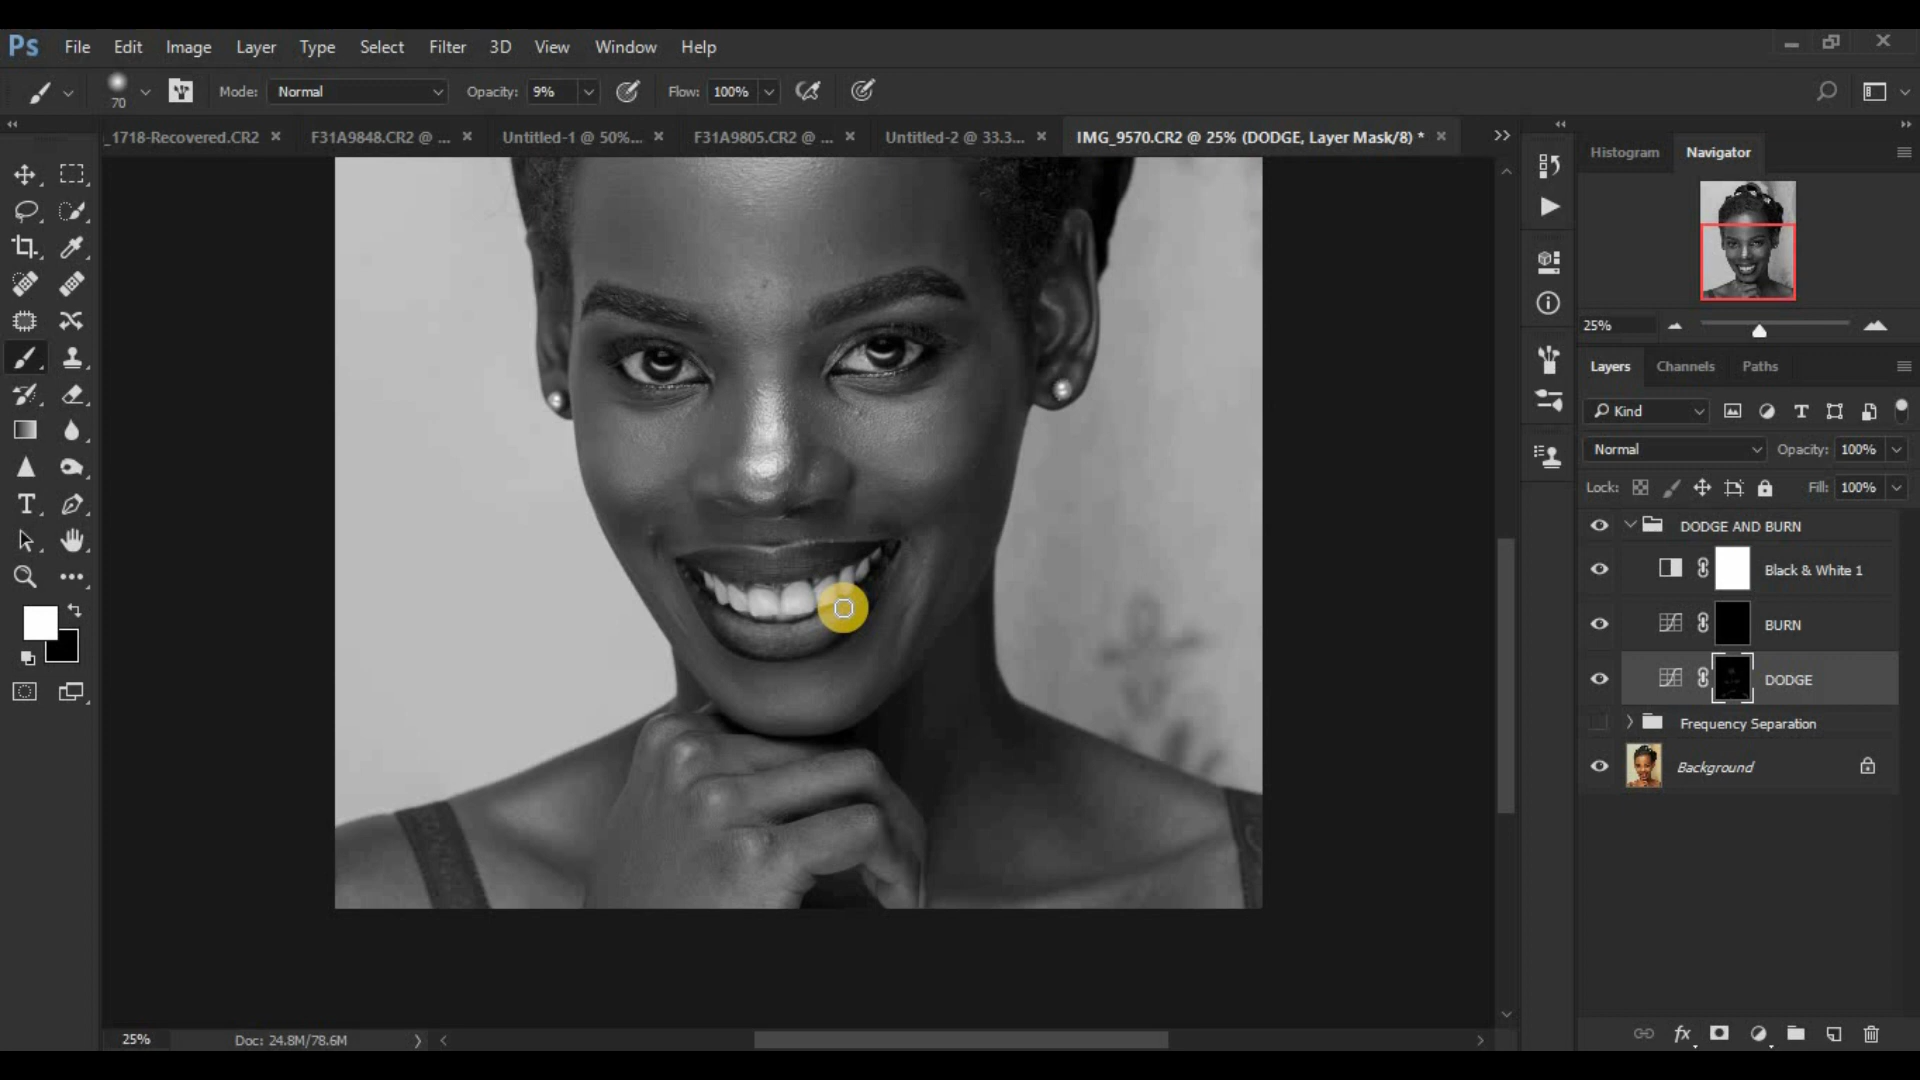 Ps File Edit Image Layer Type Select Filter 3D View Window Help
70 Mode: Normal Opacity: 9% Flow: 100%
_1718-Recovered.CR2 F31A9848.CR2 @ ... Untitled-1 @ 50%... F31A9805.CR2 @ ... Untitled-2 @ 33.3... IMG_9570.CR2 @ 25% (DODGE, Layer Mask/8) *
Histogram Navigator
25%
Layers Channels Paths
Kind
Normal Opacity: 100%
Lock: Fill: 100%
DODGE AND BURN
Black & White 1
BURN
DODGE
Frequency Separation
Background
25% Doc: 24.8M/78.6M